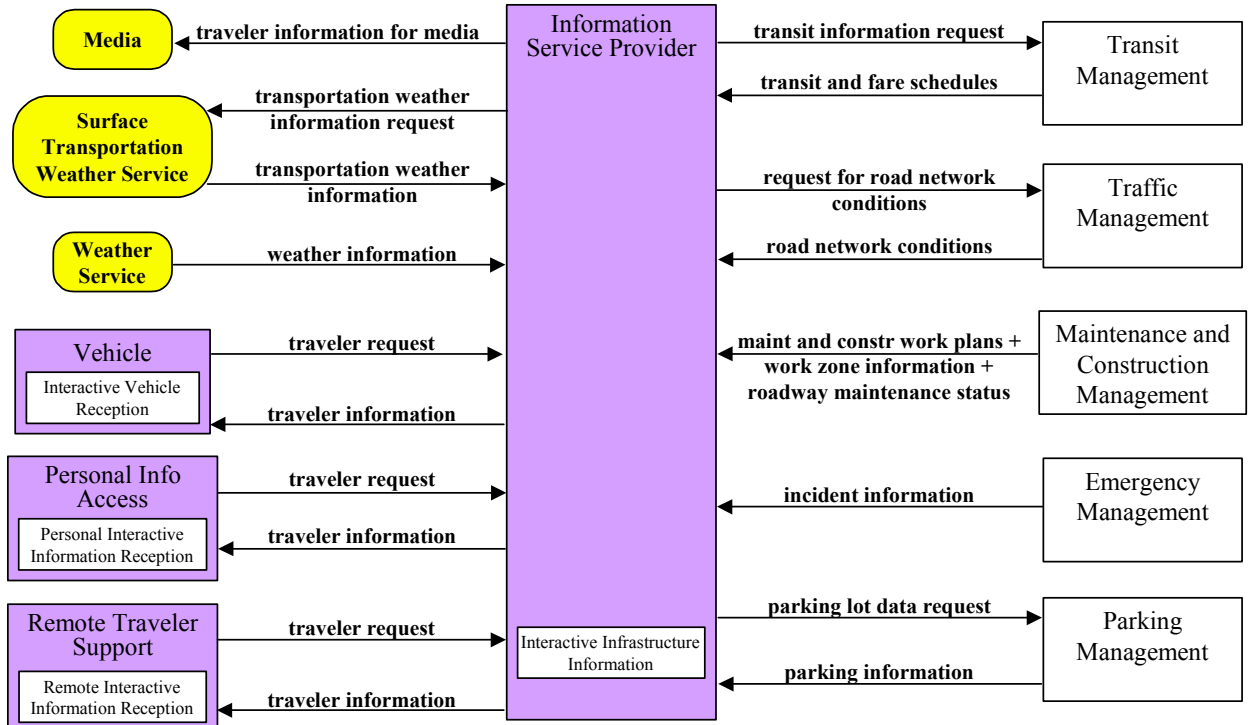 Media
traveler information for media
Surface
Transportation
Weather Service
transportation weather
information request
transportation weather
information
Weather
Service
weather information
Vehicle
Interactive Vehicle
Reception
traveler request
traveler information
Personal Info
Access
Personal Interactive
Information Reception
traveler request
traveler information
Remote Traveler
Support
Remote Interactive
Information Reception
traveler request
traveler information
Information
Service Provider
Interactive Infrastructure
Information
transit information request
transit and fare schedules
Transit
Management
request for road network
conditions
road network conditions
Traffic
Management
maint and constr work plans +
work zone information +
roadway maintenance status
Maintenance and
Construction
Management
incident information
Emergency
Management
parking lot data request
parking information
Parking
Management